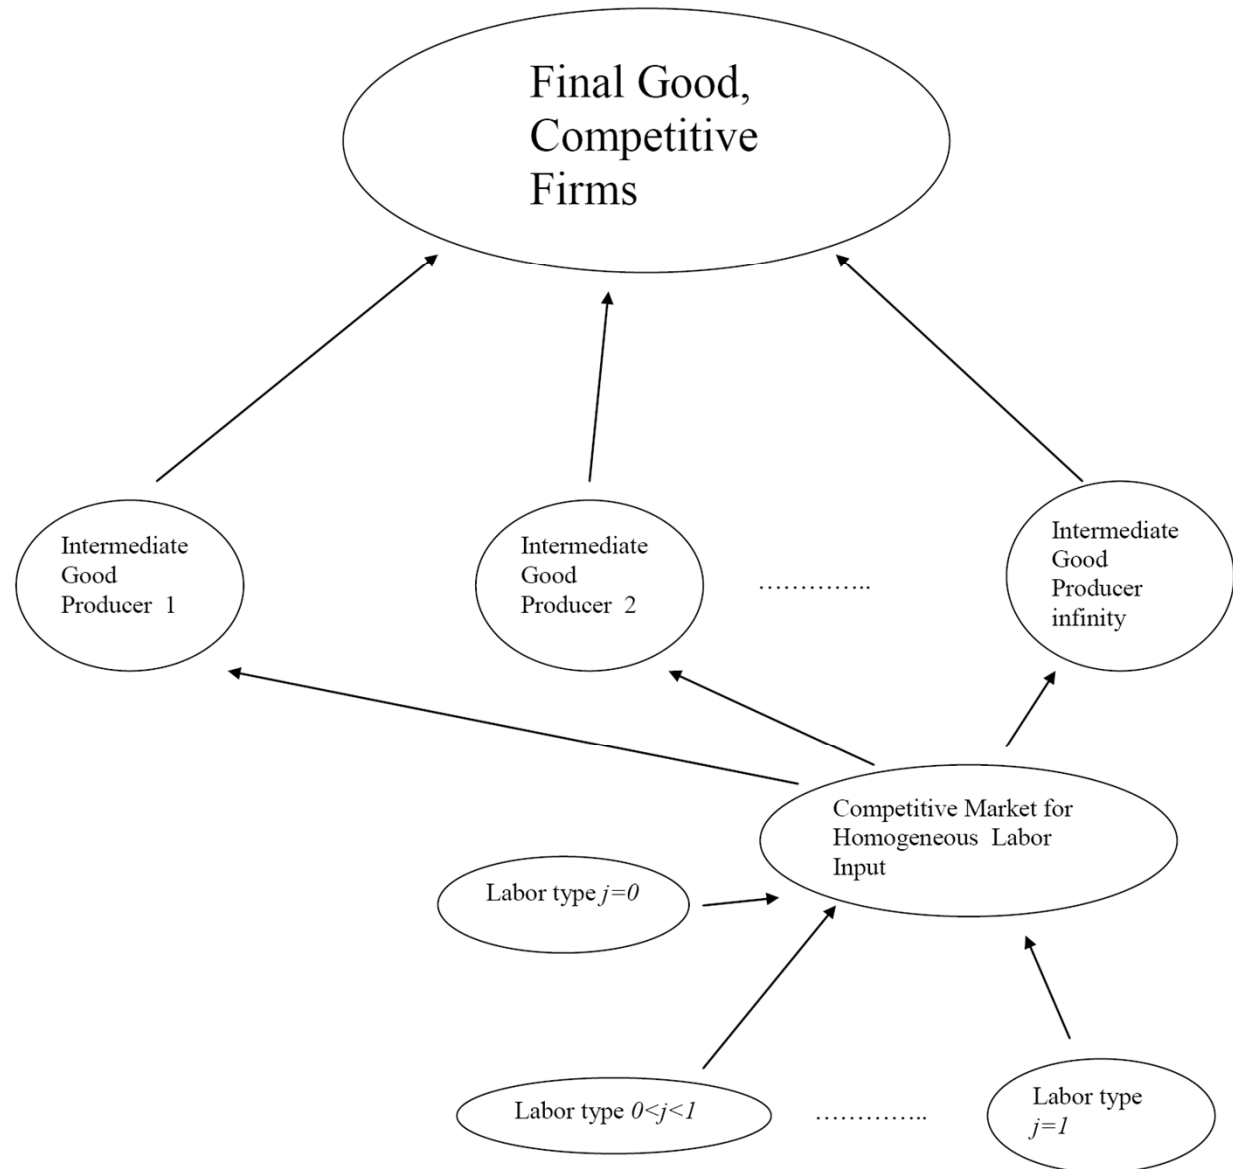 Final Good,
Competitive
Firms
Intermediate
Good
Producer 1
Intermediate
Good
Producer 2
…………..
Intermediate
Good
Producer
infinity
Competitive Market for
Homogeneous Labor
Input
Labor type j=0
Labor type 0<j<1
…………..
Labor type
j=1